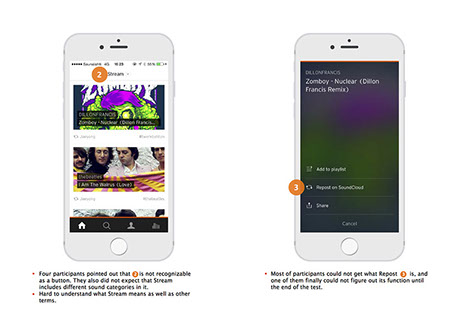 10:25
2
Stream
DILLONFRANCIS
Zomboy - Nuclear (Dillon Francis...
thebeatles
I Am The Walrus (Love)
DILLONFRANCIS
Zomboy - Nuclear (Dillon
Francis Remix)
Add to playlist
3 Repost on SoundCloud
Share
Cancel
• Four participants pointed out that 2 is not recognizable
as a button. They also did not expect that Stream
includes different sound categories in it.
• Hard to understand what Stream means as well as other
terms.
• Most of participants could not get what Repost 3 is, and
one of them finally could not figure out its function until
the end of the test.